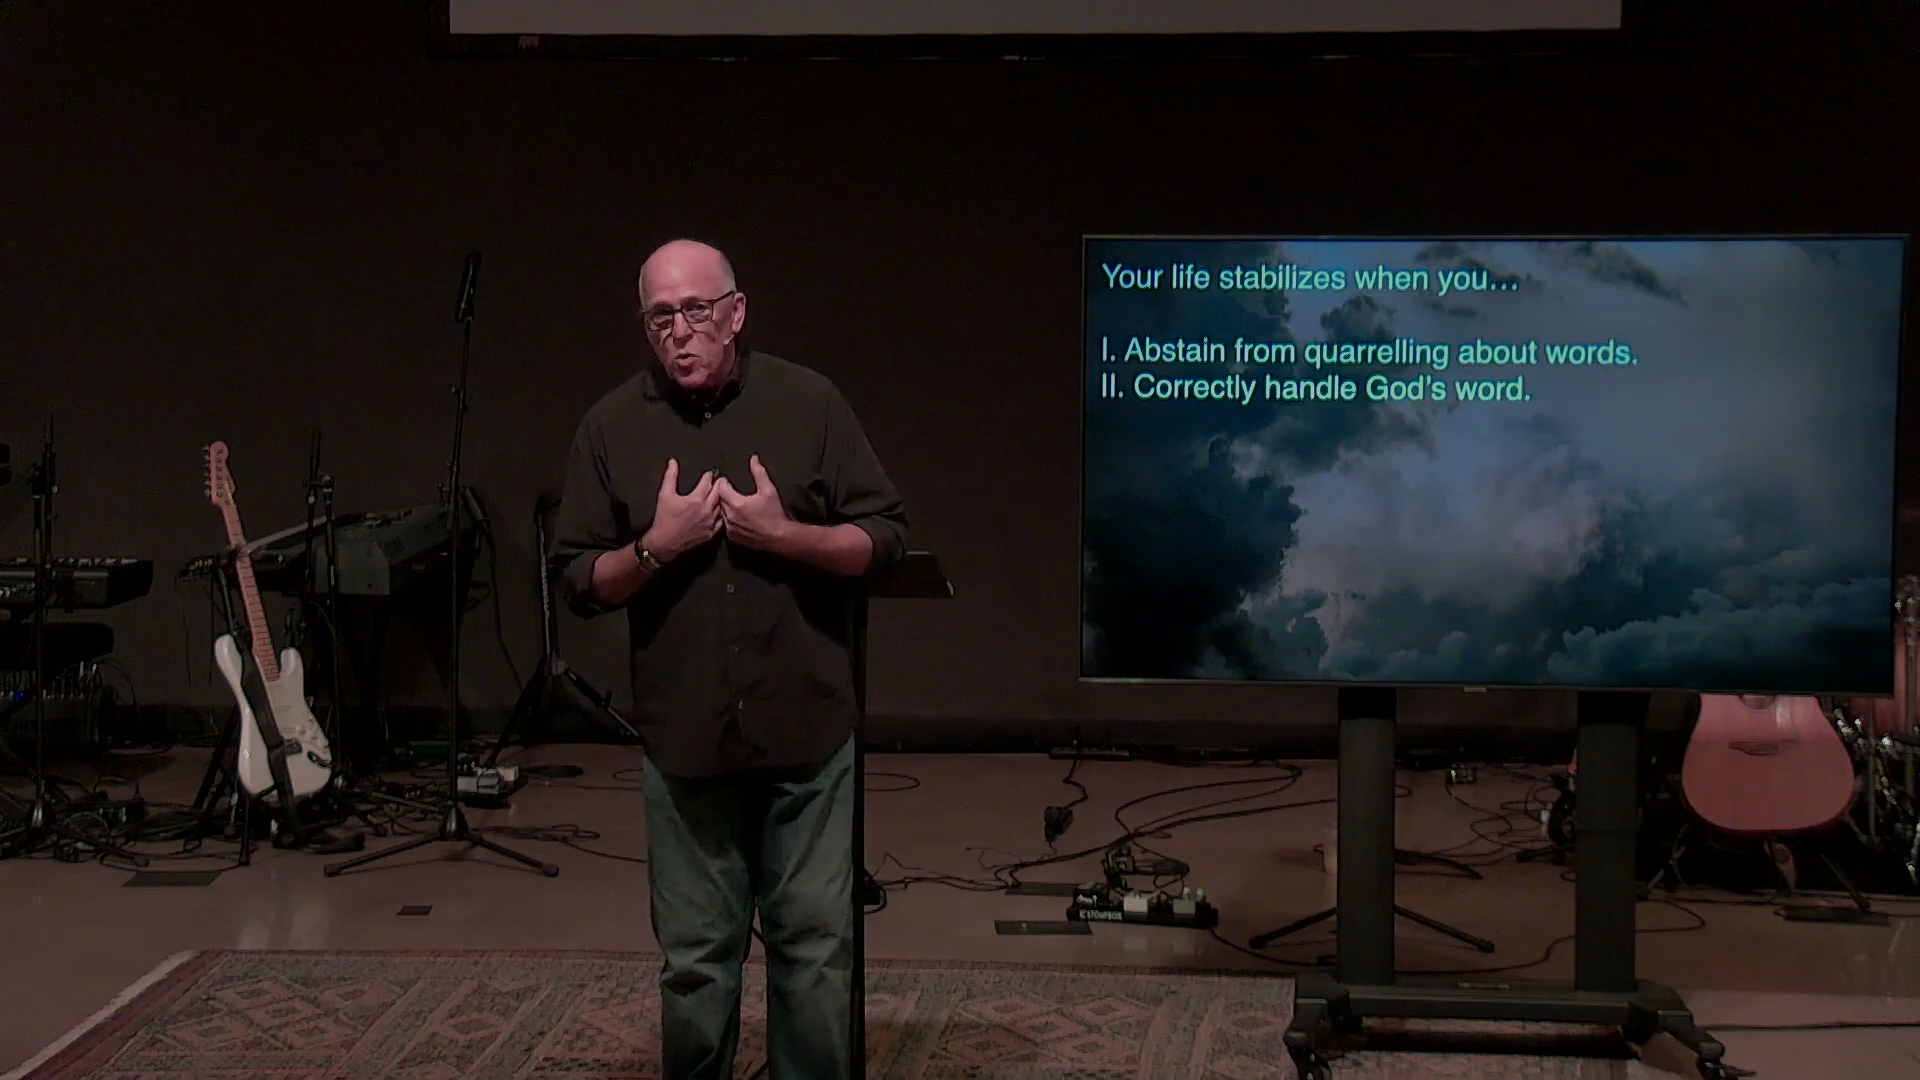 Your life stabilizes when you...
I. Abstain from quarrelling about words.
II. Correctly handle God's word.